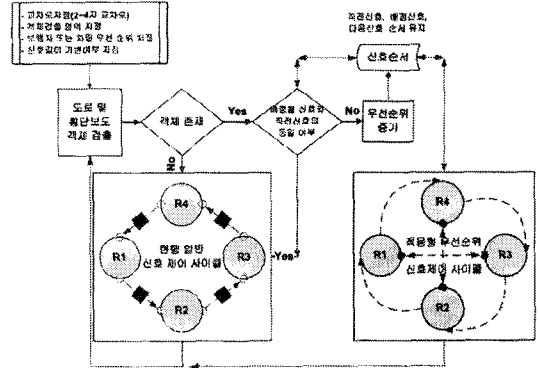 - 교차로지정(2~4지 교차로)
- 객체검출 영역 지정
- 보행자 또는 차량 우선 순위 지정
- 신호길이 가변여부 지정
직전신호, 배정신호,
다음신호 순서 유지
신호순서
도로 및
횡단보도
객체 검출
객체 존재
Yes
배정될 신호와
직전신호의
동일 여부
No
우선순위
증가
No
R4
R1
현행 일반
신호 제어 사이클
R3
R2
Yes
R4
R1
적응형 우선순위
신호제어 사이클
R3
R2